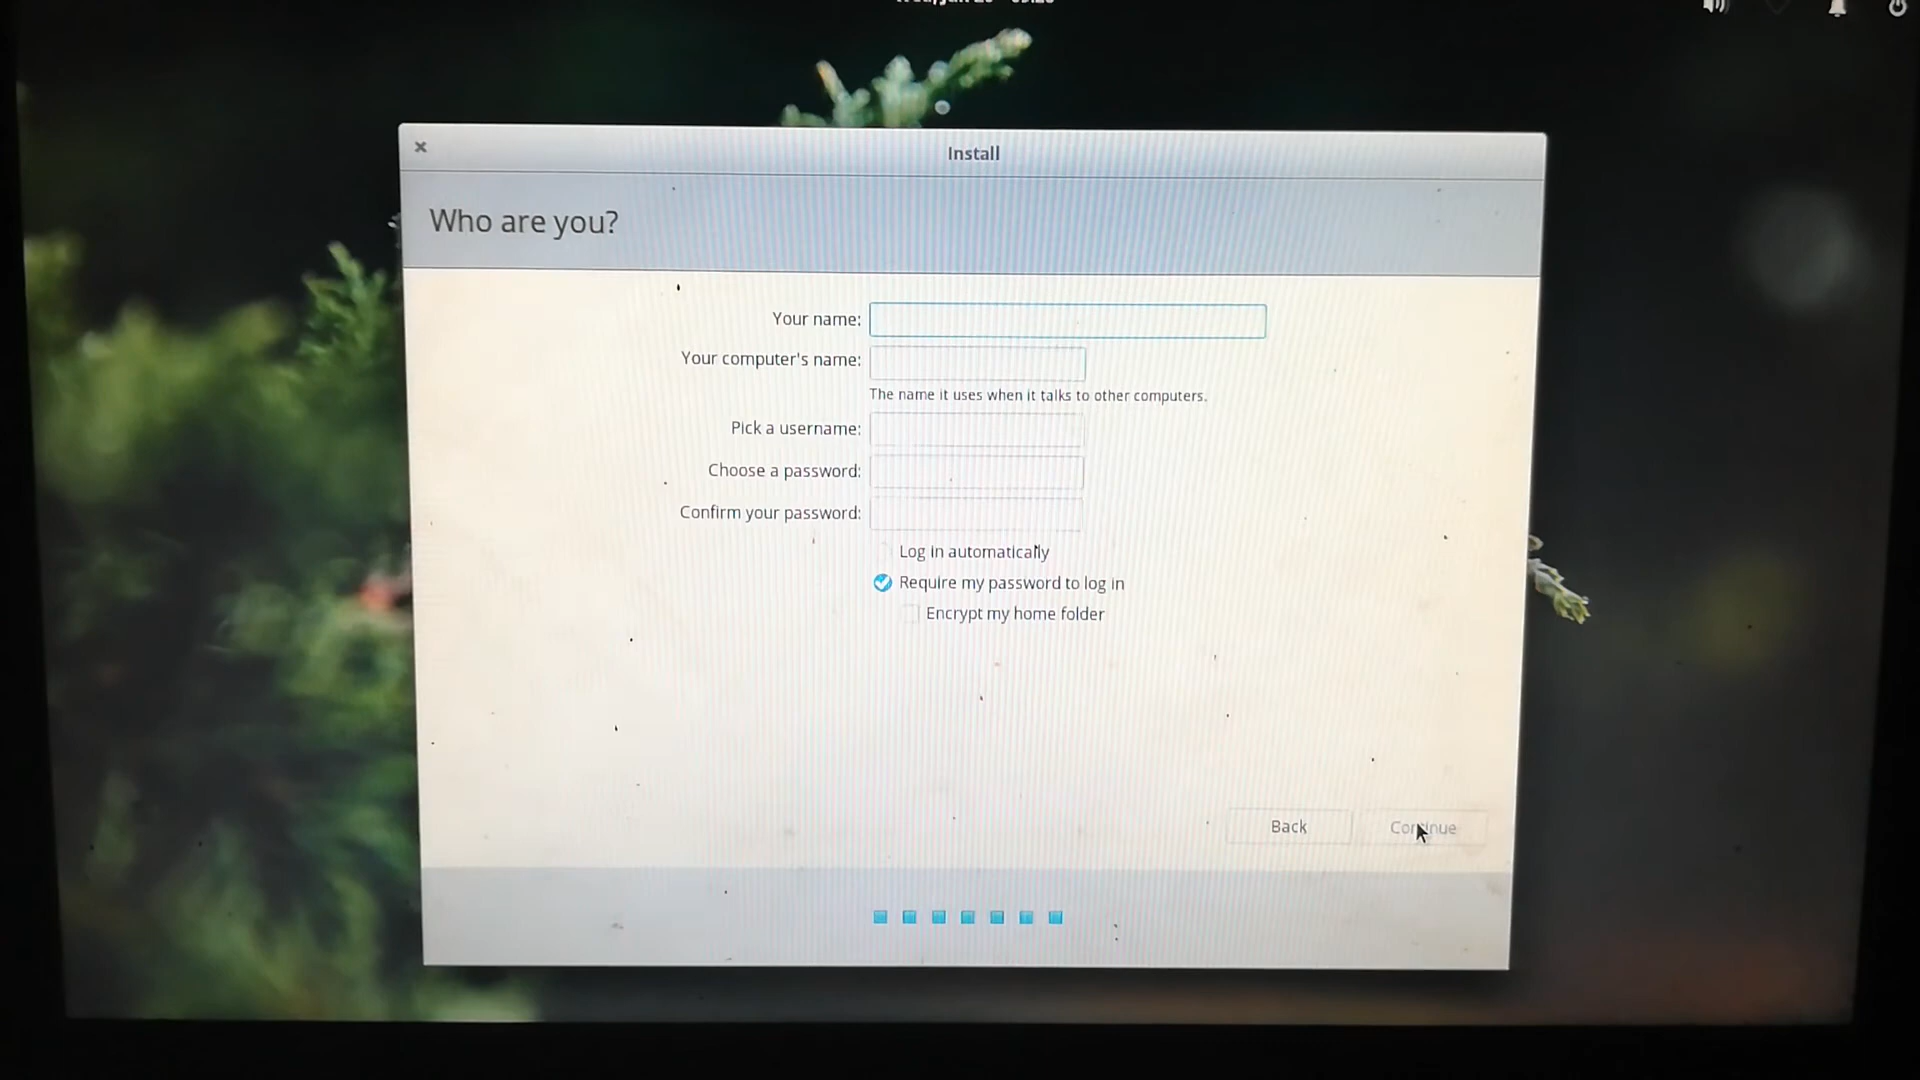 Install
Who are you?
Your name:
Your computer's name:
The name it uses when it talks to other computers.
Pick a username:
Choose a password:
Confirm your password:
Log in automatically
Require my password to log in
Encrypt my home folder
Back
Continue